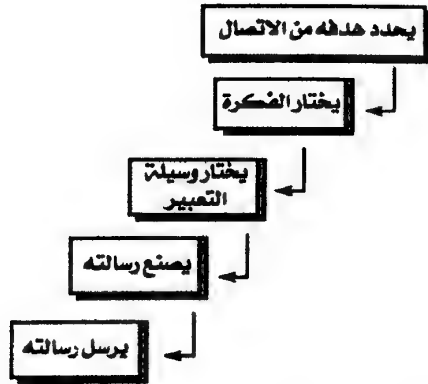 يحدد هدفه من الاتصال
يختار الفكرة
يختار وسيلة
التعبير
يصنع رسالته
يرسل رسالته